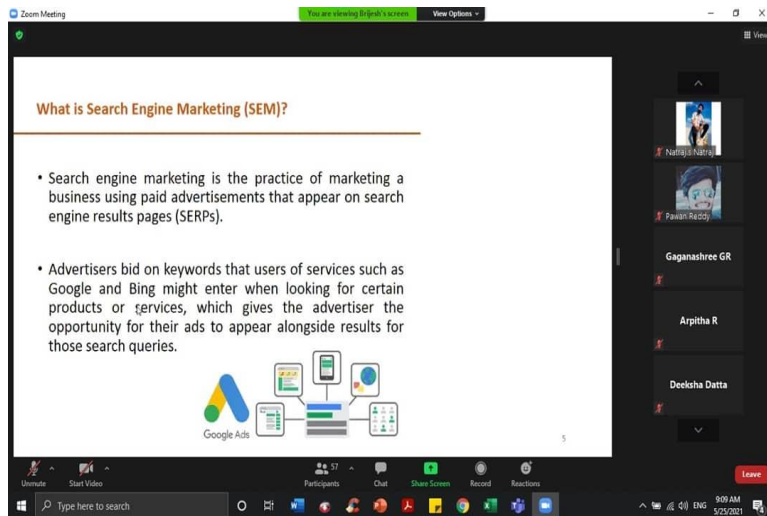 Zoom Meeting
You are viewing Brijesh's screen
View Options
View
What is Search Engine Marketing (SEM)?
• Search engine marketing is the practice of marketing a
business using paid advertisements that appear on search
engine results pages (SERPs).
• Advertisers bid on keywords that users of services such as
Google and Bing might enter when looking for certain
products or services, which gives the advertiser the
opportunity for their ads to appear alongside results for
those search queries.
Google Ads
5
Natraj.s Natraj
Pawan Reddy
Gaganashree GR
Arpitha R
Deeksha Datta
Unmute
Start Video
57
Participants
Chat
Share Screen
Record
Reactions
Leave
Type here to search
ENG
9:09 AM
5/25/2021